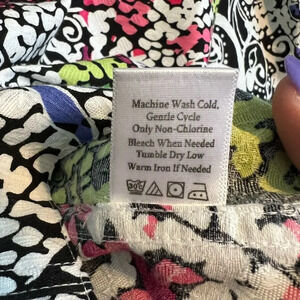 Machine Wash Cold,
Gentle Cycle
Only Non-Chlorine
Bleach When Needed
Tumble Dry Low
Warm Iron If Needed